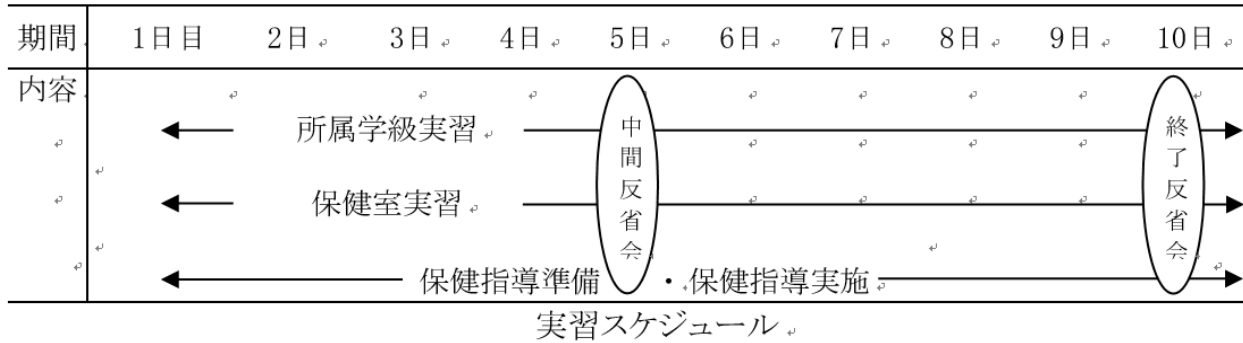 期間 1日目 2日 3日 4日 5日 6日 7日 8日 9日 10日
内容
所属学級実習
保健室実習
保健指導準備 ・ 保健指導実施
中間反省会
終了反省会
実習スケジュール